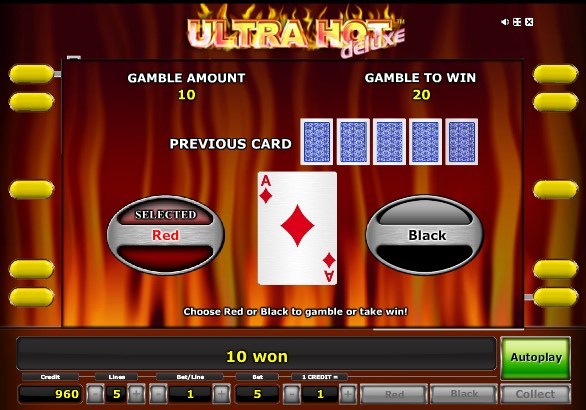 ULTRA HOT™
deluxe
GAMBLE AMOUNT
10
GAMBLE TO WIN
20
PREVIOUS CARD
A
SELECTED
Red
Black
A
Choose Red or Black to gamble or take win!
10 won
Autoplay
Credit
960
Lines
- 5 +
Bet/Line
- 1 +
Bet
5
1 CREDIT =
- 1 +
Red
Black
Collect